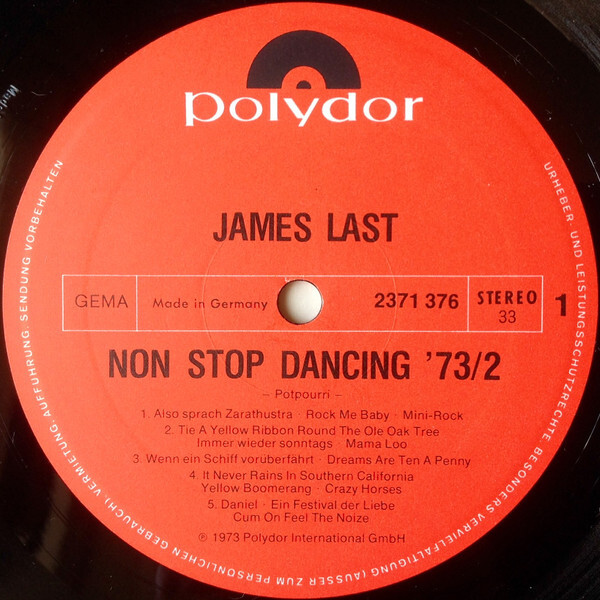 polydor
JAMES LAST
GEMA
Made in Germany
2371 376
STEREO
33
1
NON STOP DANCING '73/2
– Potpourri –
1. Also sprach Zarathustra · Rock Me Baby · Mini-Rock
2. Tie A Yellow Ribbon Round The Ole Oak Tree
Immer wieder sonntags · Mama Loo
3. Wenn ein Schiff vorüberfährt · Dreams Are Ten A Penny
4. It Never Rains In Southern California
Yellow Boomerang · Crazy Horses
5. Daniel · Ein Festival der Liebe
Cum On Feel The Noize
℗ 1973 Polydor International GmbH
URHEBER- UND LEISTUNGSSCHUTZRECHTE, BESONDERS VERVIELFÄLTIGUNG (AUSSER ZUM PERSÖNLICHEN GEBRAUCH), VERMIETUNG, AUFFÜHRUNG, SENDUNG VORBEHALTEN